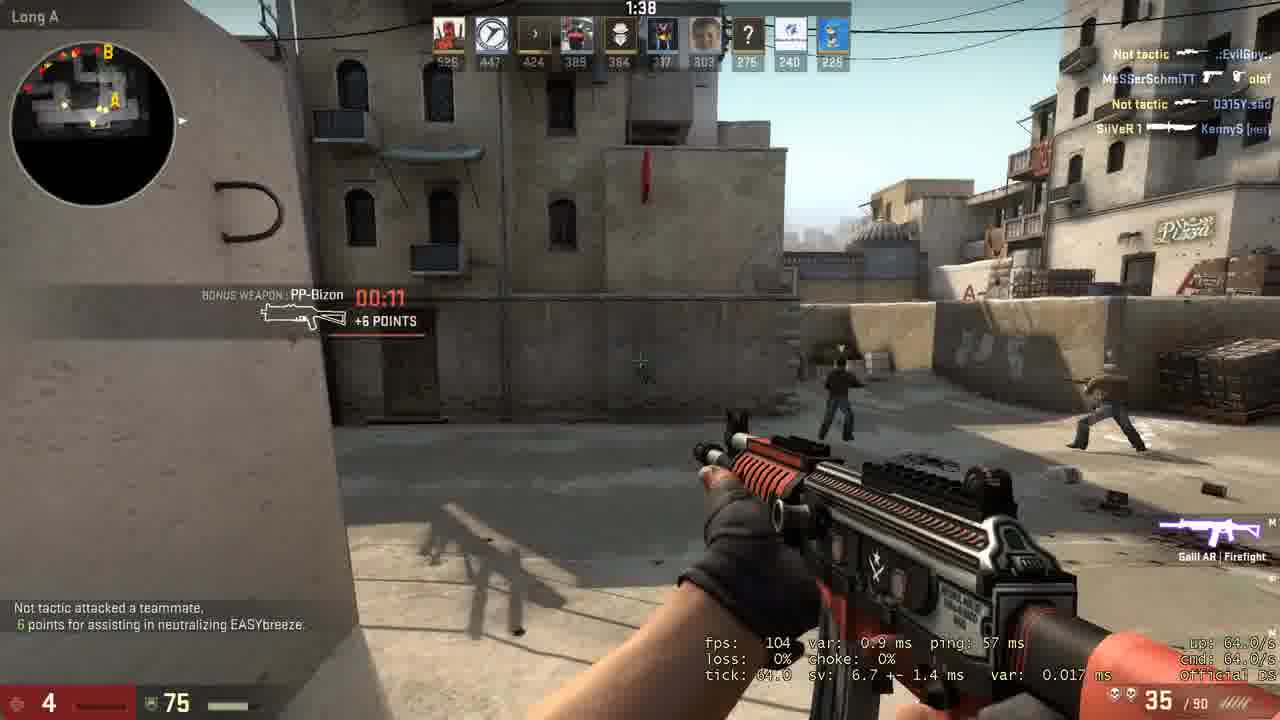 Long A
1:38
B
A
?
526 447 424 389 384 317 303 275 240 225
Not tactic .:EvilGuy:.
MeSSerSchmiTT olof
Not tactic D315Y.sad
SilVeR 1 KennyS [HES]
Pizza
A
BONUS WEAPON: PP-Bizon 00:11
+6 POINTS
Galil AR | Firefight
Not tactic attacked a teammate,
6 points for assisting in neutralizing EASYbreeze.
fps: 104 var: 0.9 ms ping: 57 ms up: 64.0/s
loss: 0% choke: 0% cmd: 64.0/s
tick: 64.0 sv: 6.7 +- 1.4 ms var: 0.017 ms official DS
4 75 35 / 90